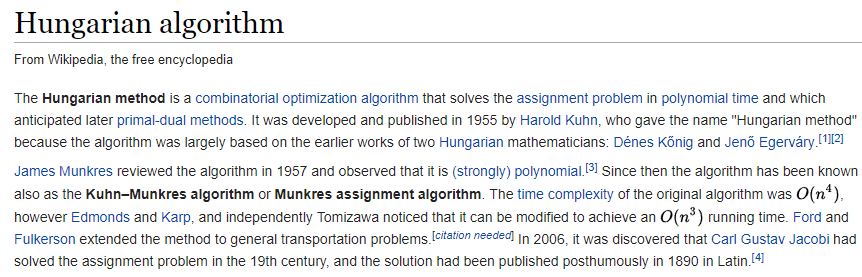 Hungarian algorithm
From Wikipedia, the free encyclopedia
The Hungarian method is a combinatorial optimization algorithm that solves the assignment problem in polynomial time and which
anticipated later primal-dual methods. It was developed and published in 1955 by Harold Kuhn, who gave the name "Hungarian method"
because the algorithm was largely based on the earlier works of two Hungarian mathematicians: Dénes Kőnig and Jenő Egerváry.[1][2]
James Munkres reviewed the algorithm in 1957 and observed that it is (strongly) polynomial.[3] Since then the algorithm has been known
also as the Kuhn–Munkres algorithm or Munkres assignment algorithm. The time complexity of the original algorithm was O(n⁴),
however Edmonds and Karp, and independently Tomizawa noticed that it can be modified to achieve an O(n³) running time. Ford and
Fulkerson extended the method to general transportation problems.[citation needed] In 2006, it was discovered that Carl Gustav Jacobi had
solved the assignment problem in the 19th century, and the solution had been published posthumously in 1890 in Latin.[4]